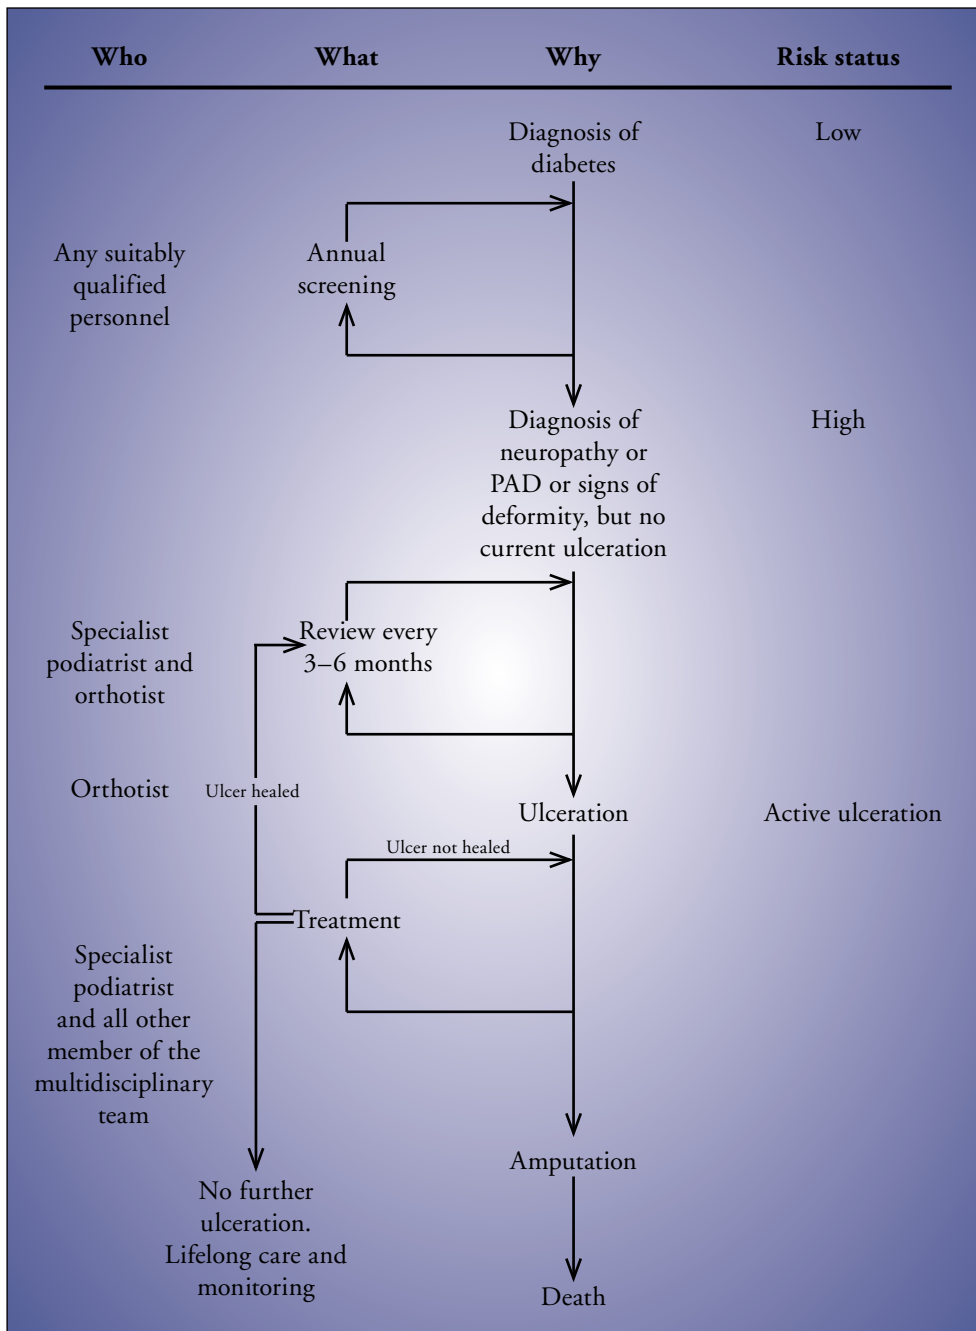 Who What Why Risk status
Diagnosis of
diabetes
Low
Any suitably
qualified
personnel
Annual
screening
Diagnosis of
neuropathy or
PAD or signs of
deformity, but no
current ulceration
High
Specialist
podiatrist and
orthotist
Review every
3–6 months
Orthotist
Ulcer healed
Ulceration
Active ulceration
Ulcer not healed
Treatment
Specialist
podiatrist
and all other
member of the
multidisciplinary
team
Amputation
No further
ulceration.
Lifelong care and
monitoring
Death